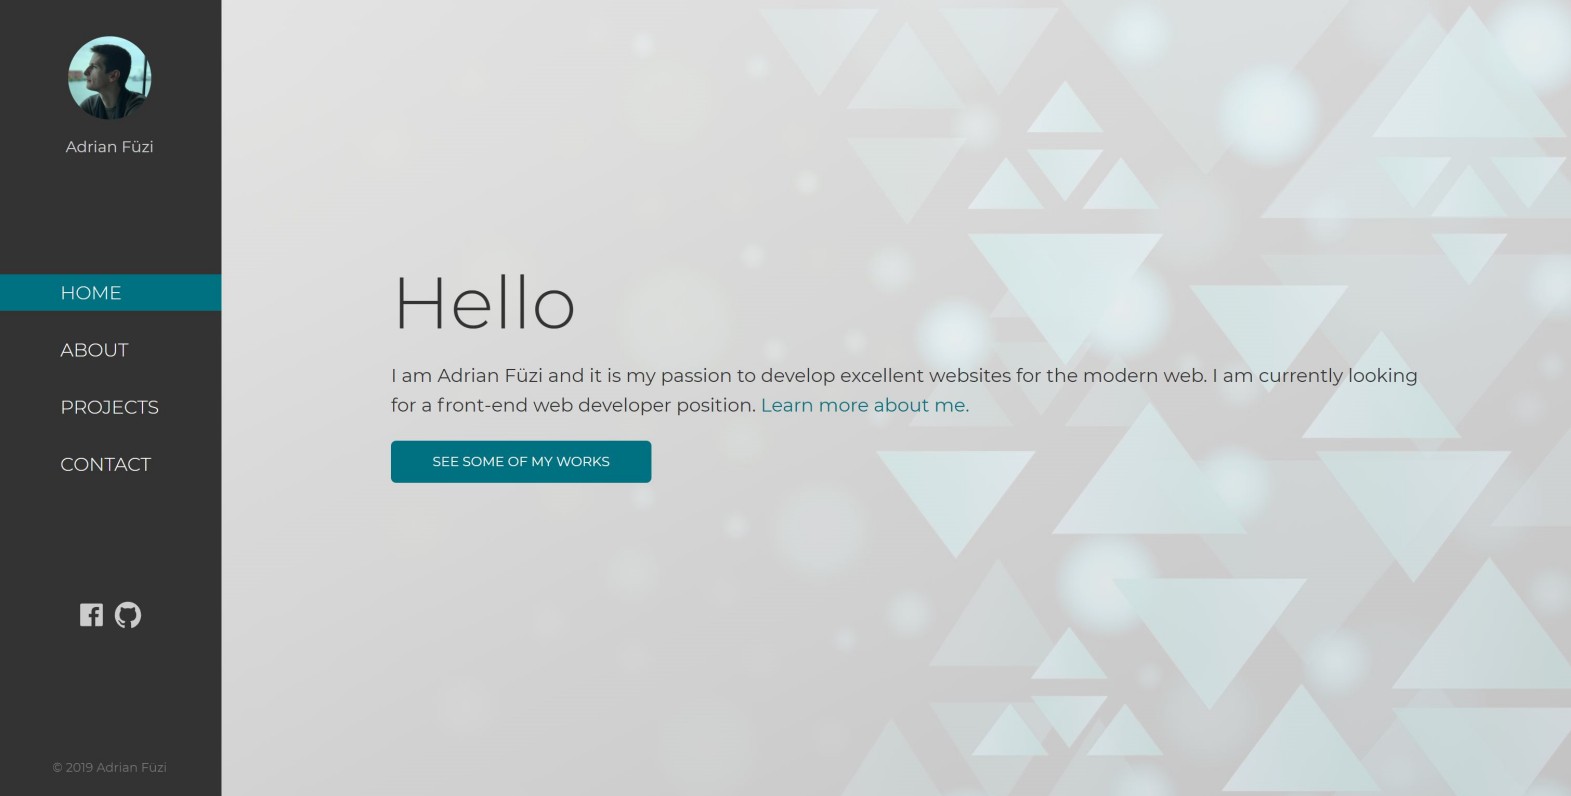 Adrian Füzi
HOME
ABOUT
PROJECTS
CONTACT
© 2019 Adrian Füzi
Hello
I am Adrian Füzi and it is my passion to develop excellent websites for the modern web. I am currently looking
for a front-end web developer position. Learn more about me.
SEE SOME OF MY WORKS